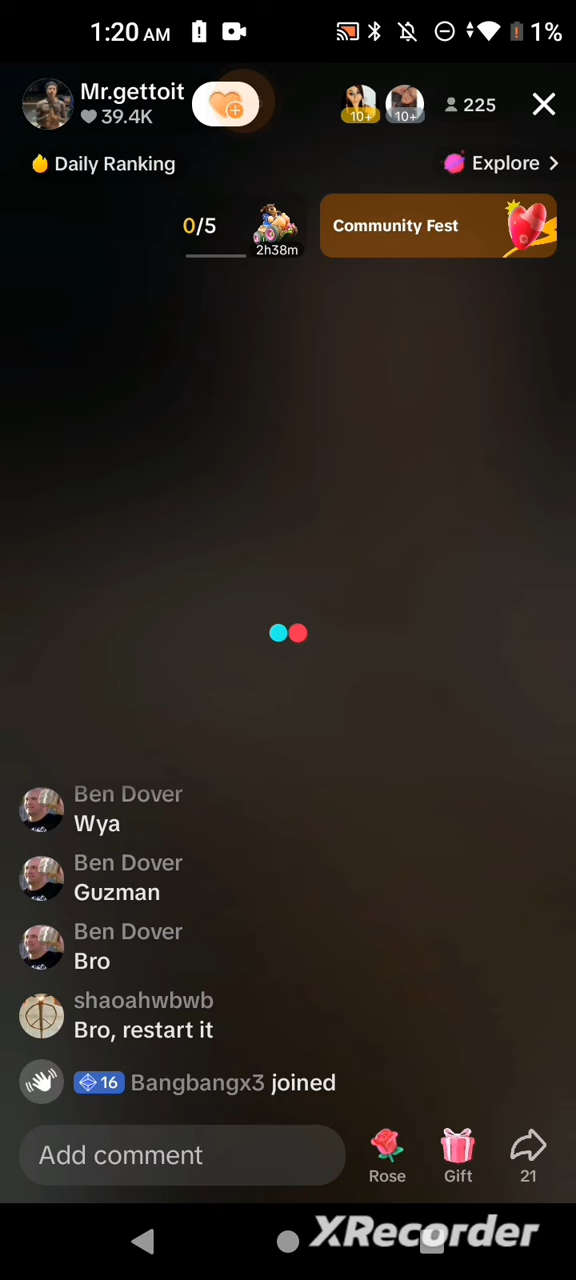 1:20 AM
1%
Mr.gettoit
39.4K
10+
10+
225
Daily Ranking
Explore
0/5
2h38m
Community Fest
Ben Dover
Wya
Ben Dover
Guzman
Ben Dover
Bro
shaoahwbwb
Bro, restart it
16 Bangbangx3 joined
Add comment
Rose
Gift
21
XRecorder